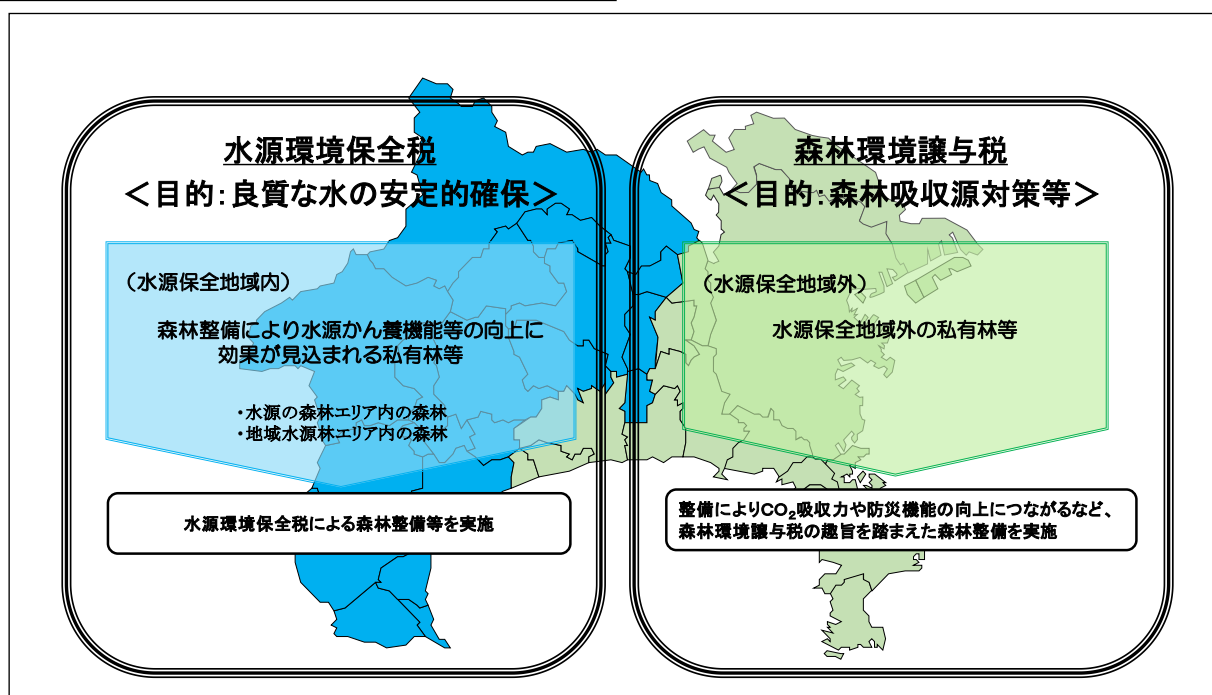 水源環境保全税
＜目的：良質な水の安定的確保＞
（水源保全地域内）
森林整備により水源かん養機能等の向上に
効果が見込まれる私有林等
・水源の森林エリア内の森林
・地域水源林エリア内の森林
水源環境保全税による森林整備等を実施
森林環境譲与税
＜目的：森林吸収源対策等＞
（水源保全地域外）
水源保全地域外の私有林等
整備によりCO₂吸収力や防災機能の向上につながるなど、
森林環境譲与税の趣旨を踏まえた森林整備を実施